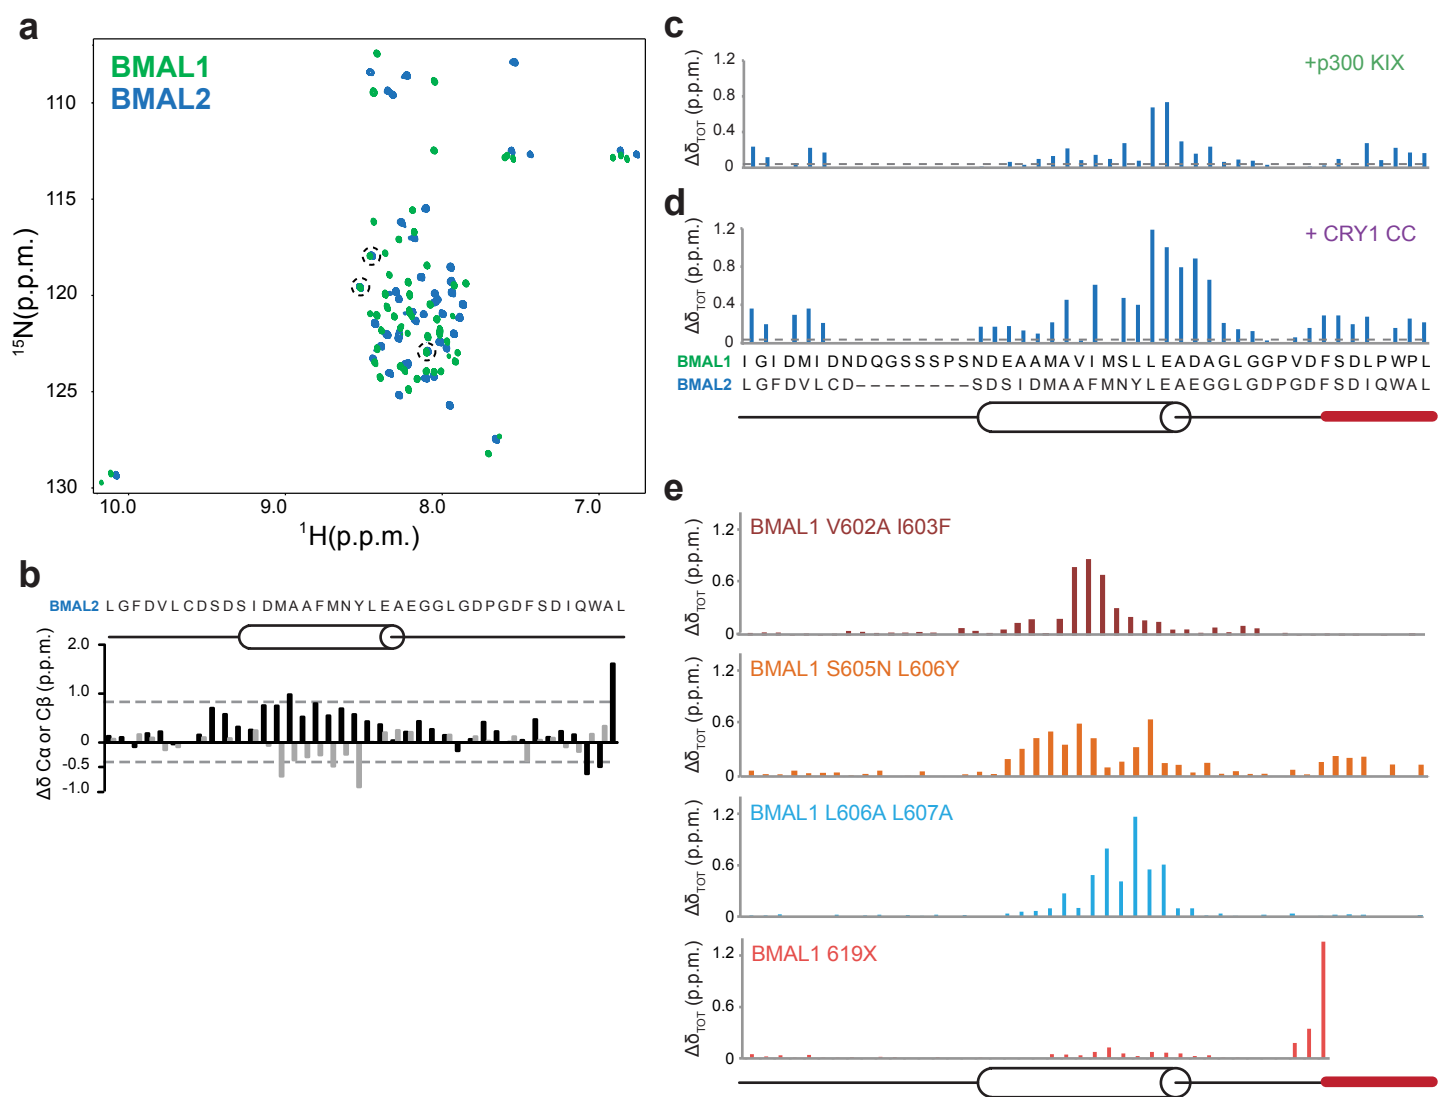 a
BMAL1
BMAL2
110
115
120
125
130
10.0 9.0 8.0 7.0
15N(p.p.m.)
1H(p.p.m.)
b
BMAL2 LGFDVLCDSDSIDMAAFMNYLEAEGGLGDPGDFSDIQWAL
2.0
1.0
0
-0.5
-1.0
Δδ Cα or Cβ (p.p.m.)
c
+p300 KIX
1.2
0.8
0.4
0
ΔδTOT (p.p.m.)
d
+ CRY1 CC
1.2
0.8
0.4
0
ΔδTOT (p.p.m.)
BMAL1 IGIDMIDNDQGSSSPSNDEAAMAVIMSLLEADAGLGGPVDFSDLPWPL
BMAL2 LGFDVLCD--------SDSIDMAAFMNYLEAEGGLGDPGDFSDIQWAL
e
BMAL1 V602A I603F
1.2
0.6
0
ΔδTOT (p.p.m.)
BMAL1 S605N L606Y
1.2
0.6
0
ΔδTOT (p.p.m.)
BMAL1 L606A L607A
1.2
0.6
0
ΔδTOT (p.p.m.)
BMAL1 619X
1.2
0.6
0
ΔδTOT (p.p.m.)